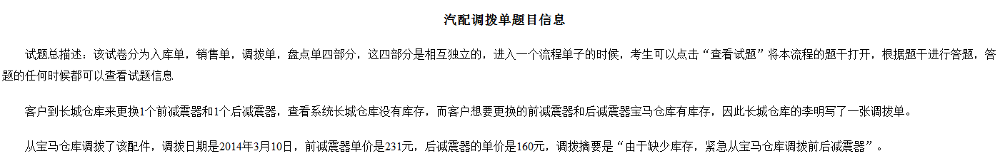 汽配调拨单题目信息
试题总描述：该试卷分为入库单，销售单，调拨单，盘点单四部分，这四部分是相互独立的，进入一个流程单子的时候，考生可以点击“查看试题”将本流程的题干打开，根据题干进行答题，答
题的任何时候都可以查看试题信息
客户到长城仓库来更换1个前减震器和1个后减震器，查看系统长城仓库没有库存，而客户想要更换的前减震器和后减震器宝马仓库有库存，因此长城仓库的李明写了一张调拨单。
从宝马仓库调拨了该配件，调拨日期是2014年3月10日，前减震器单价是231元，后减震器的单价是160元，调拨摘要是“由于缺少库存，紧急从宝马仓库调拨前后减震器”。